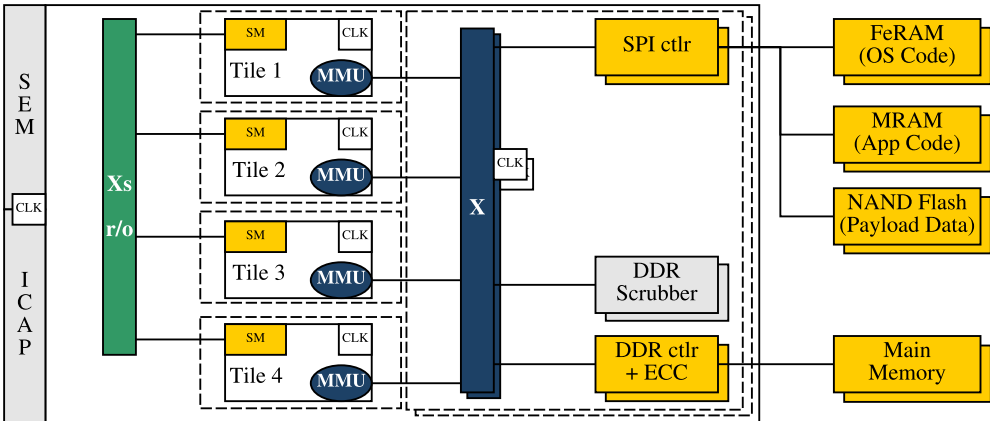 S
E
M
CLK
I
C
A
P
Xs
r/o
SM
CLK
Tile 1
MMU
SM
CLK
Tile 2
MMU
SM
CLK
Tile 3
MMU
SM
CLK
Tile 4
MMU
X
CLK
SPI ctlr
DDR
Scrubber
DDR ctlr
+ ECC
FeRAM
(OS Code)
MRAM
(App Code)
NAND Flash
(Payload Data)
Main
Memory